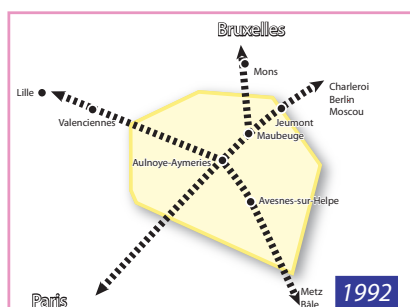 Bruxelles
Mons
Lille
Charleroi
Berlin
Moscou
Valenciennes
Jeumont
Maubeuge
Aulnoye-Aymeries
Avesnes-sur-Helpe
Paris
Metz
Bâle
1992